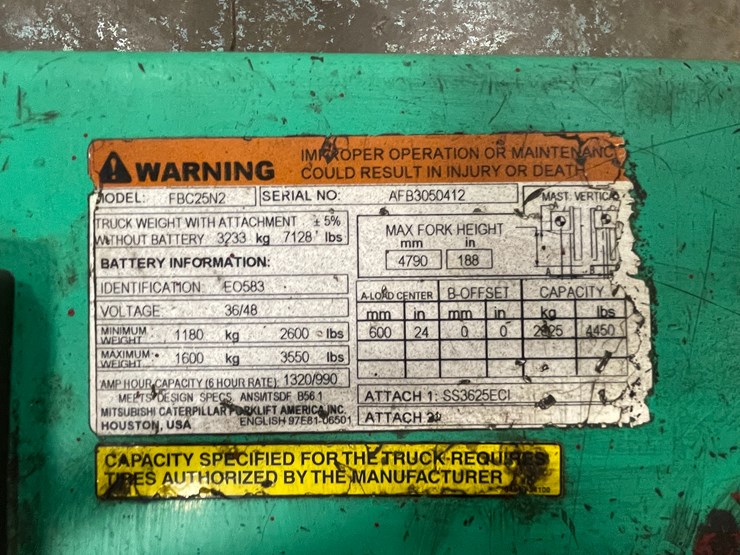 WARNING
IMPROPER OPERATION OR MAINTENANC
COULD RESULT IN INJURY OR DEATH
MODEL: FBC25N2 SERIAL NO: AFB3050412 MAST: VERTICAL
TRUCK WEIGHT WITH ATTACHMENT ± 5%
WITHOUT BATTERY 3233 kg 7128 lbs
BATTERY INFORMATION:
IDENTIFICATION EO583
VOLTAGE 36/48
MINIMUM WEIGHT 1180 kg 2600 lbs
MAXIMUM WEIGHT 1600 kg 3550 lbs
AMP HOUR CAPACITY (6 HOUR RATE): 1320/990
MEETS DESIGN SPECS. ANSI/ITSDF B56.1
MITSUBISHI CATERPILLAR FORKLIFT AMERICA INC.
HOUSTON, USA ENGLISH 97E81-06501
MAX FORK HEIGHT
mm in
4790 188
A B
A-LOAD CENTER B-OFFSET CAPACITY
mm in mm in kg lbs
600 24 0 0 4450
ATTACH 1: SS3625ECI
ATTACH 2:
CAPACITY SPECIFIED FOR THE TRUCK REQUIRES
TIRES AUTHORIZED BY THE MANUFACTURER